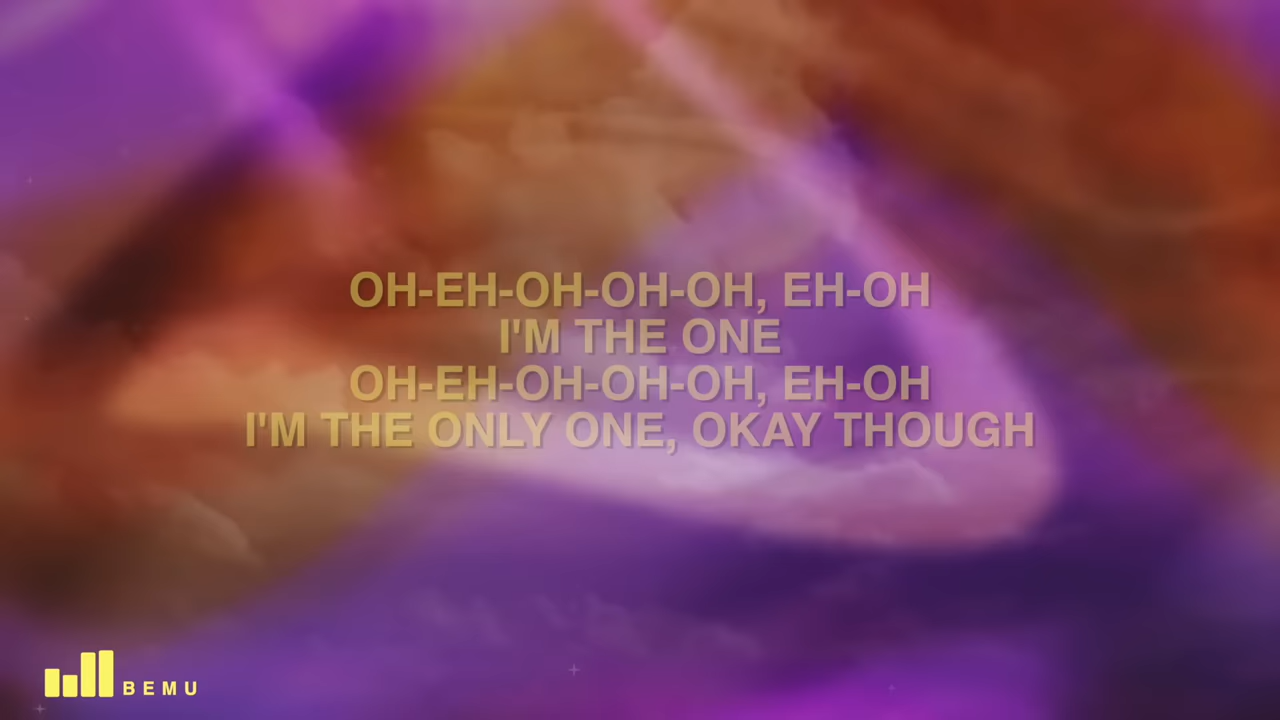 OH-EH-OH-OH-OH, EH-OH
I'M THE ONE
OH-EH-OH-OH-OH, EH-OH
I'M THE ONLY ONE, OKAY THOUGH
BEMU